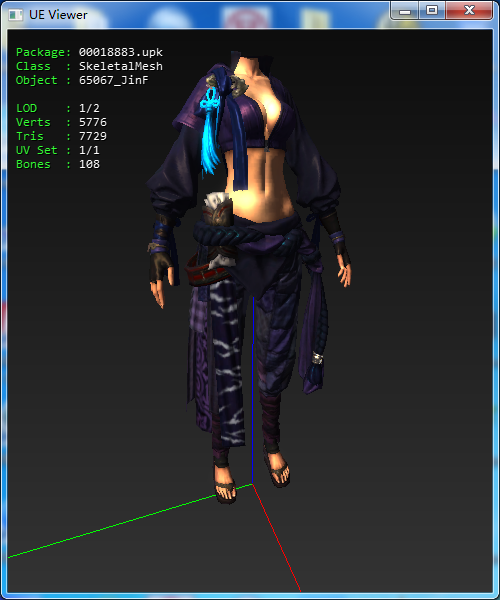 UE Viewer
Package: 00018883.upk
Class : SkeletalMesh
Object : 65067_JinF
LOD : 1/2
Verts : 5776
Tris : 7729
UV Set : 1/1
Bones : 108